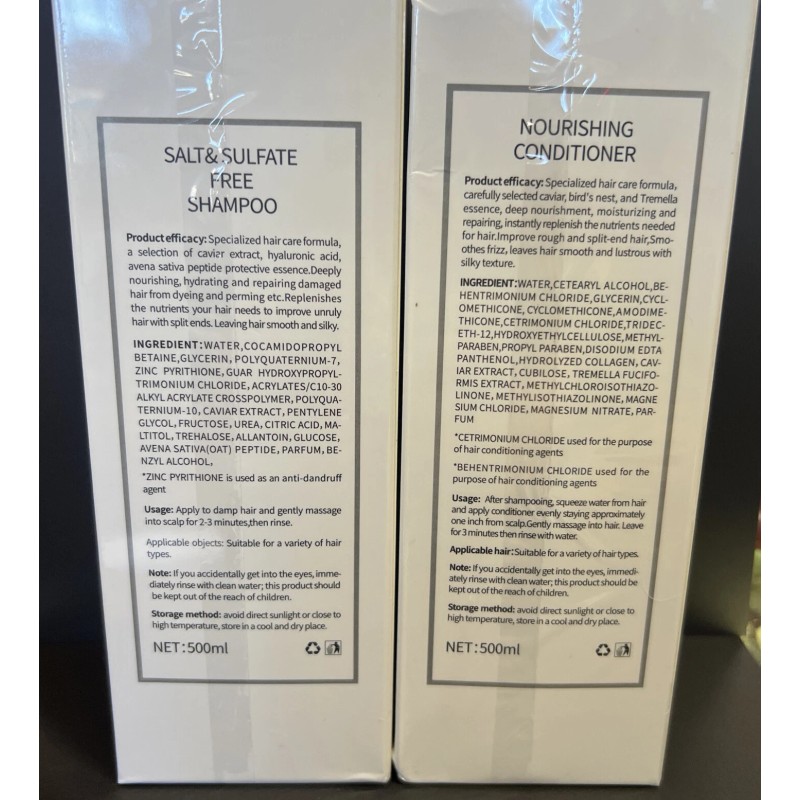 SALT& SULFATE
FREE
SHAMPOO
Product efficacy: Specialized hair care formula,
a selection of cavier extract, hyaluronic acid,
avena sativa peptide protective essence.Deeply
nourishing, hydrating and repairing damaged
hair from dyeing and perming etc.Replenishes
the nutrients your hair needs to improve unruly
hair with split ends. Leaving hair smooth and silky.
INGREDIENT:WATER,COCAMIDOPROPYL
BETAINE,GLYCERIN, POLYQUATERNIUM-7,
ZINC PYRITHIONE,GUAR HYDROXYPROPYL-
TRIMONIUM CHLORIDE, ACRYLATES/C10-30
ALKYL ACRYLATE CROSSPOLYMER, POLYQUA-
TERNIUM-10, CAVIAR EXTRACT, PENTYLENE
GLYCOL, FRUCTOSE, UREA, CITRIC ACID, MA-
LTITOL, TREHALOSE, ALLANTOIN, GLUCOSE,
AVENA SATIVA(OAT) PEPTIDE, PARFUM, BE-
NZYL ALCOHOL,
*ZINC PYRITHIONE is used as an anti-dandruff
agent
Usage: Apply to damp hair and gently massage
into scalp for 2-3 minutes,then rinse.
Applicable objects: Suitable for a variety of hair
types.
Note: If you accidentally get into the eyes, imme-
diately rinse with clean water; this product should
be kept out of the reach of children.
Storage method: avoid direct sunlight or close to
high temperature, store in a cool and dry place.
NET:500ml
NOURISHING
CONDITIONER
Product efficacy: Specialized hair care formula,
carefully selected caviar, bird's nest, and Tremella
essence, deep nourishment, moisturizing and
repairing, instantly replenish the nutrients needed
for hair.Improve rough and split-end hair,Smo-
othes frizz, leaves hair smooth and lustrous with
silky texture.
INGREDIENT:WATER,CETEARYL ALCOHOL,BE-
HENTRIMONIUM CHLORIDE,GLYCERIN,CYCL-
OMETHICONE, CYCLOMETHICONE,AMODIME-
THICONE,CETRIMONIUM CHLORIDE,TRIDEC-
ETH-12,HYDROXYETHYLCELLULOSE,METHYL-
PARABEN,PROPYL PARABEN,DISODIUM EDTA
PANTHENOL,HYDROLYZED COLLAGEN, CAV-
IAR EXTRACT, CUBILOSE, TREMELLA FUCIFO-
RMIS EXTRACT, METHYLCHLOROISOTHIAZO-
LINONE, METHYLISOTHIAZOLINONE, MAGNE
SIUM CHLORIDE, MAGNESIUM NITRATE, PAR-
FUM
*CETRIMONIUM CHLORIDE used for the purpose
of hair conditioning agents
*BEHENTRIMONIUM CHLORIDE used for the
purpose of hair conditioning agents
Usage: After shampooing, squeeze water from hair
and apply conditioner evenly staying approximately
one inch from scalp.Gently massage into hair. Leave
for 3 minutes then rinse with water.
Applicable hair: Suitable for a variety of hair types.
Note: If you accidentally get into the eyes, immedi-
ately rinse with clean water; this product should be
kept out of the reach of children.
Storage method: avoid direct sunlight or close to
high temperature, store in a cool and dry place.
NET:500ml